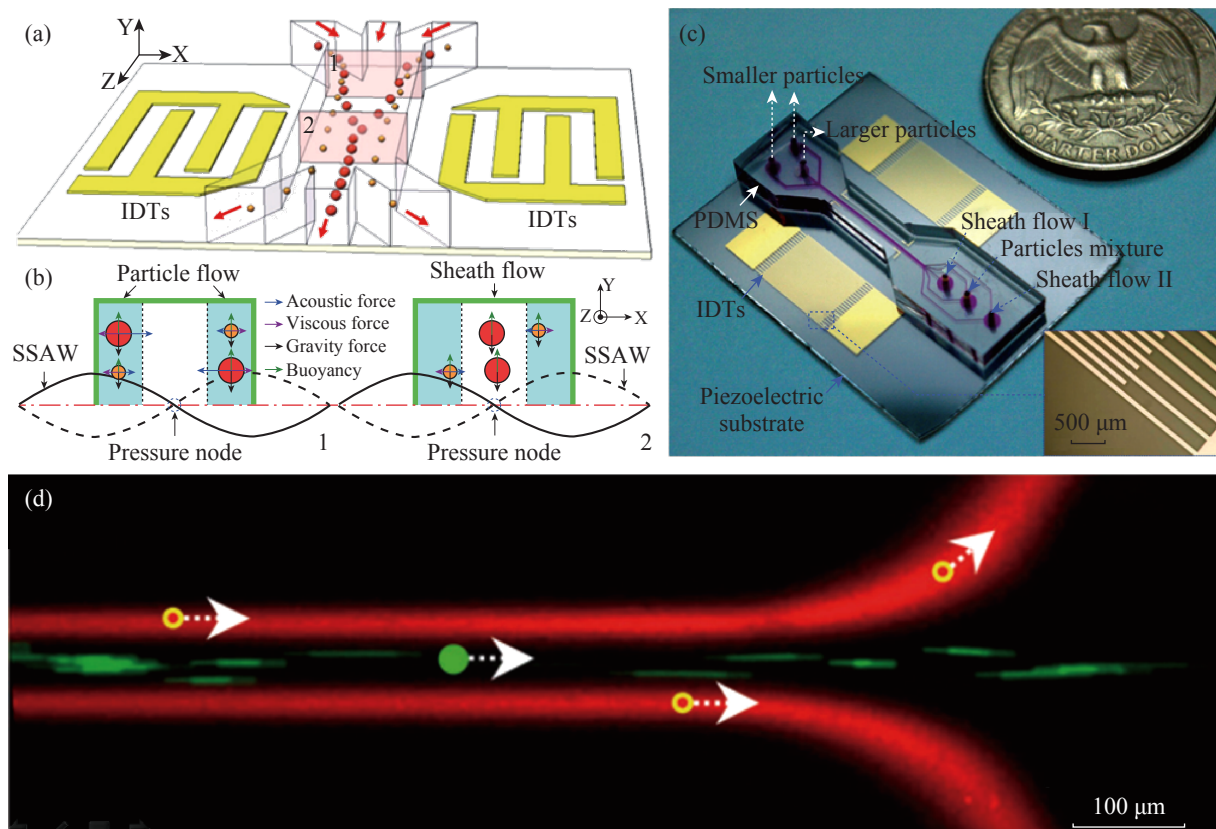 (a)
Y
X
Z
1
2
IDTs
IDTs
(b)
Particle flow
Sheath flow
Acoustic force
Viscous force
Gravity force
Buoyancy
Y
Z
X
SSAW
SSAW
Pressure node
1
Pressure node
2
(c)
Smaller particles
Larger particles
PDMS
Sheath flow I
Particles mixture
Sheath flow II
IDTs
Piezoelectric
substrate
500 μm
QUARTER DOLLAR
(d)
100 μm